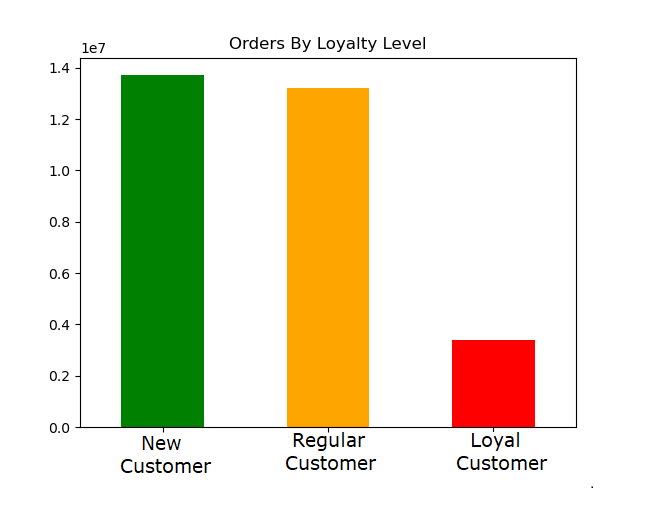 Orders By Loyalty Level
1e7
1.4
1.2
1.0
0.8
0.6
0.4
0.2
0.0
New Customer
Regular Customer
Loyal Customer
.